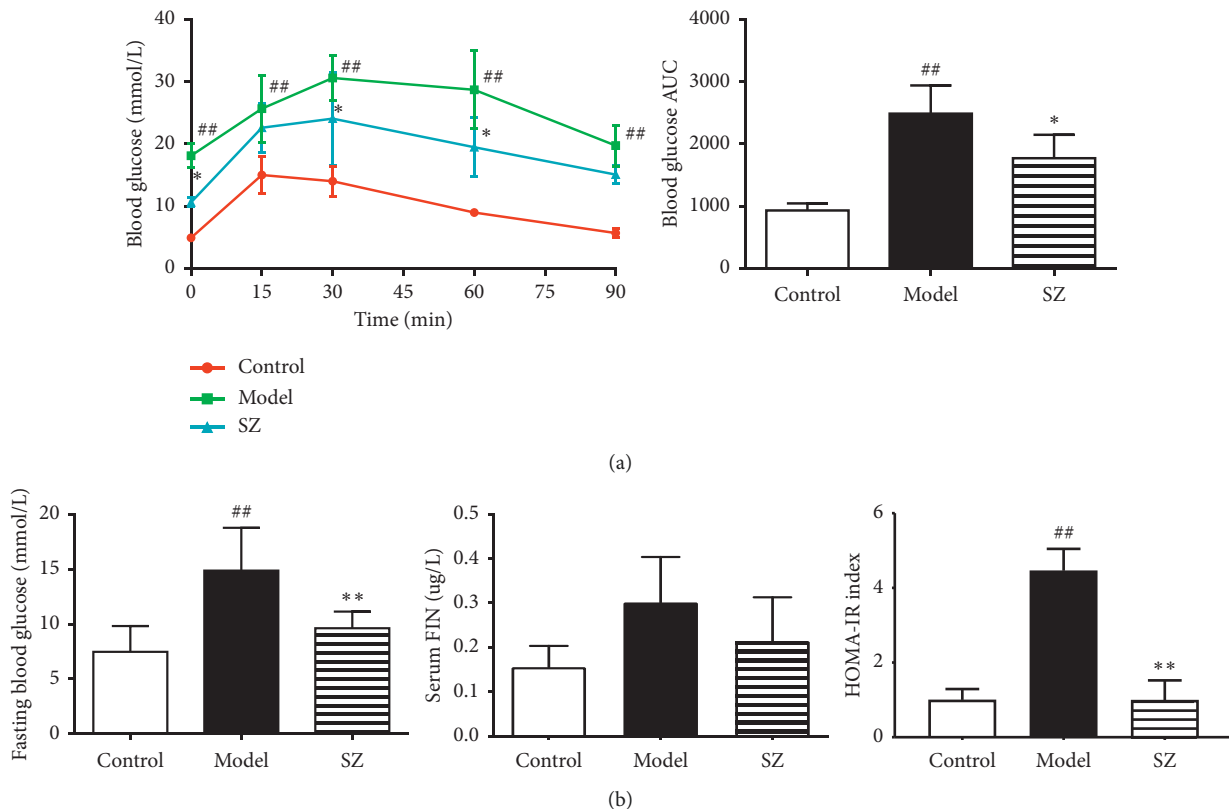 Blood glucose (mmol/L)
40
30
20
10
0
##
##
##
##
##
*
*
*
0 15 30 45 60 75 90
Time (min)
Control
Model
SZ
Blood glucose AUC
4000
3000
2000
1000
0
##
*
Control Model SZ
(a)
Fasting blood glucose (mmol/L)
20
15
10
5
0
##
**
Control Model SZ
Serum FIN (ug/L)
0.5
0.4
0.3
0.2
0.1
0.0
Control Model SZ
HOMA-IR index
6
4
2
0
##
**
Control Model SZ
(b)